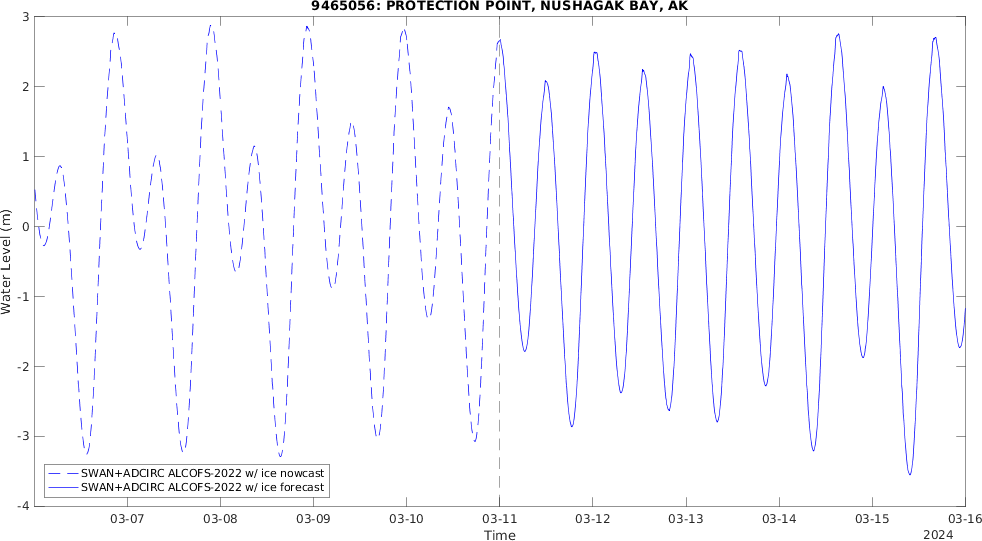 9465056: PROTECTION POINT, NUSHAGAK BAY, AK
3
2
1
0
-1
-2
-3
-4
Water Level (m)
SWAN+ADCIRC ALCOFS-2022 w/ ice nowcast
SWAN+ADCIRC ALCOFS-2022 w/ ice forecast
03-07 03-08 03-09 03-10 03-11 03-12 03-13 03-14 03-15 03-16
Time
2024